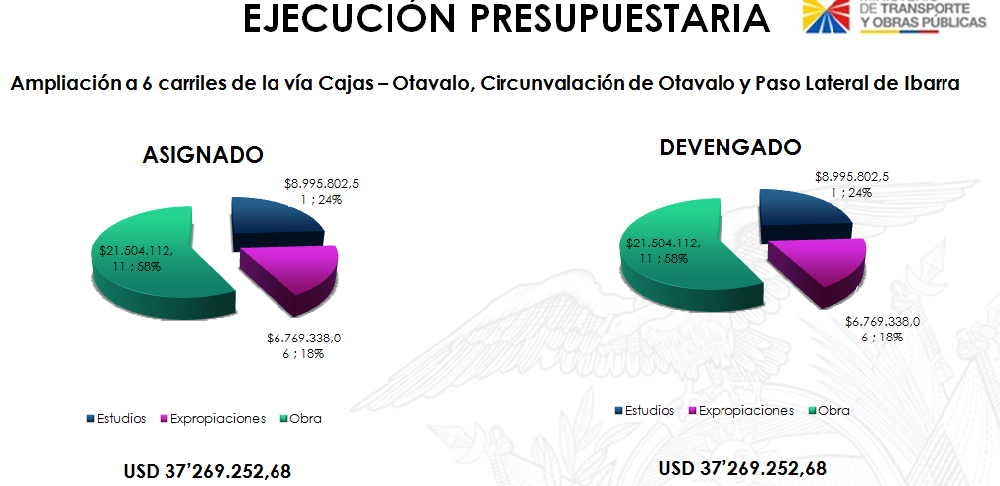 EJECUCIÓN PRESUPUESTARIA
DE TRANSPORTE
Y OBRAS PÚBLICAS
Ampliación a 6 carriles de la vía Cajas – Otavalo, Circunvalación de Otavalo y Paso Lateral de Ibarra
ASIGNADO
$8.995.802,5
1 ; 24%
$21.504.112,
11 ; 58%
$6.769.338,0
6 ; 18%
Estudios Expropiaciones Obra
USD 37’269.252,68
DEVENGADO
$8.995.802,5
1 ; 24%
$21.504.112,
11 ; 58%
$6.769.338,0
6 ; 18%
Estudios Expropiaciones Obra
USD 37’269.252,68